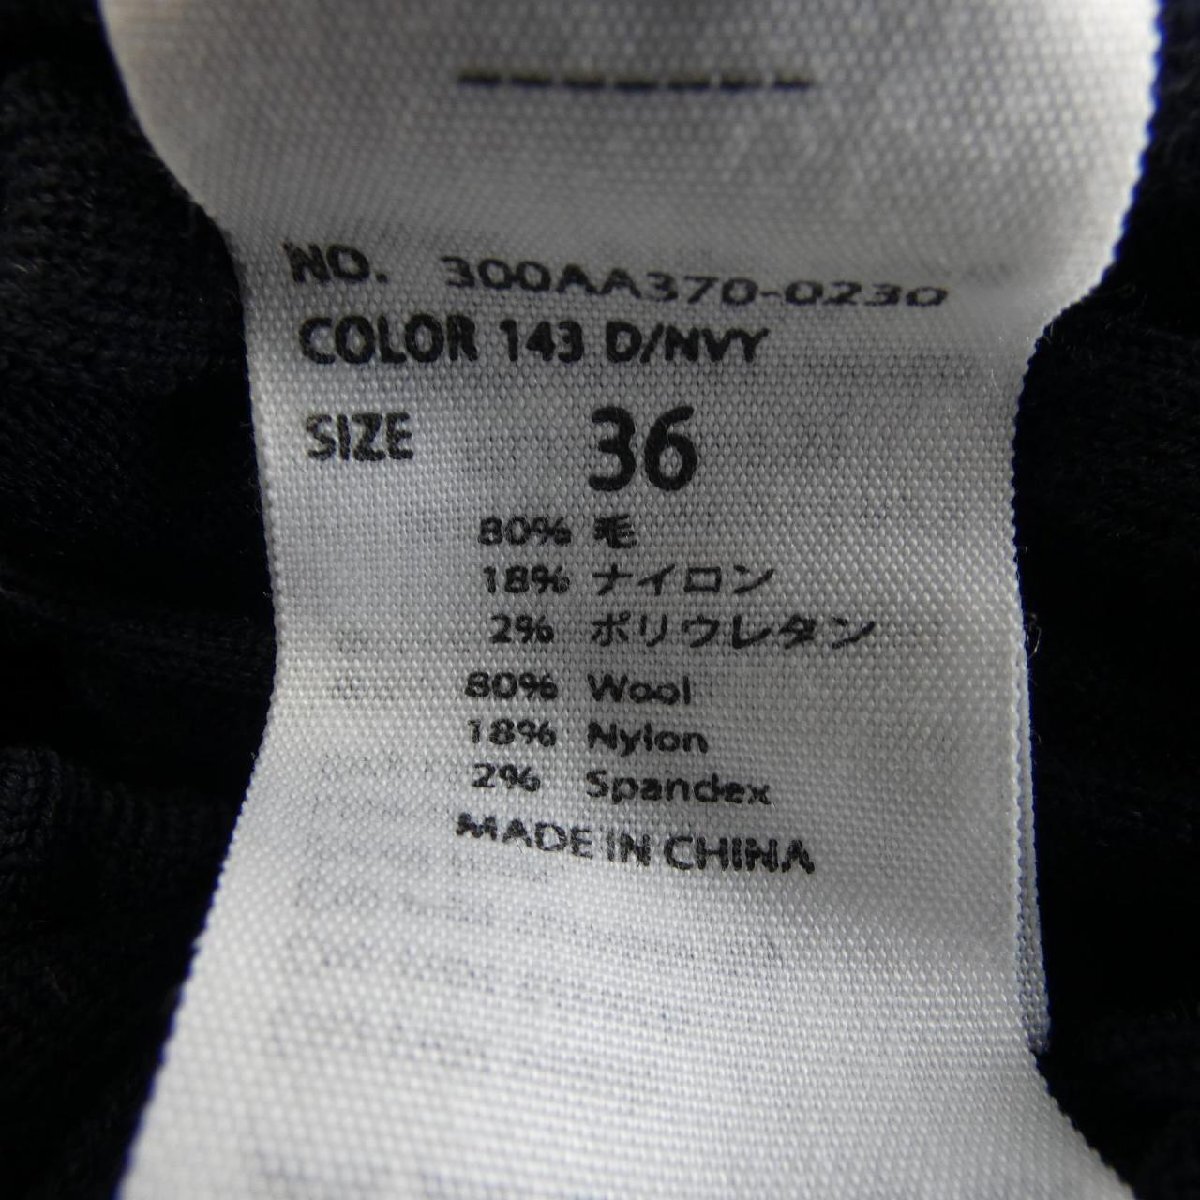 NO. 300AA370-0230
COLOR 143 D/NVY
SIZE 36
80% 毛
18% ナイロン
2% ポリウレタン
80% Wool
18% Nylon
2% Spandex
MADE IN CHINA